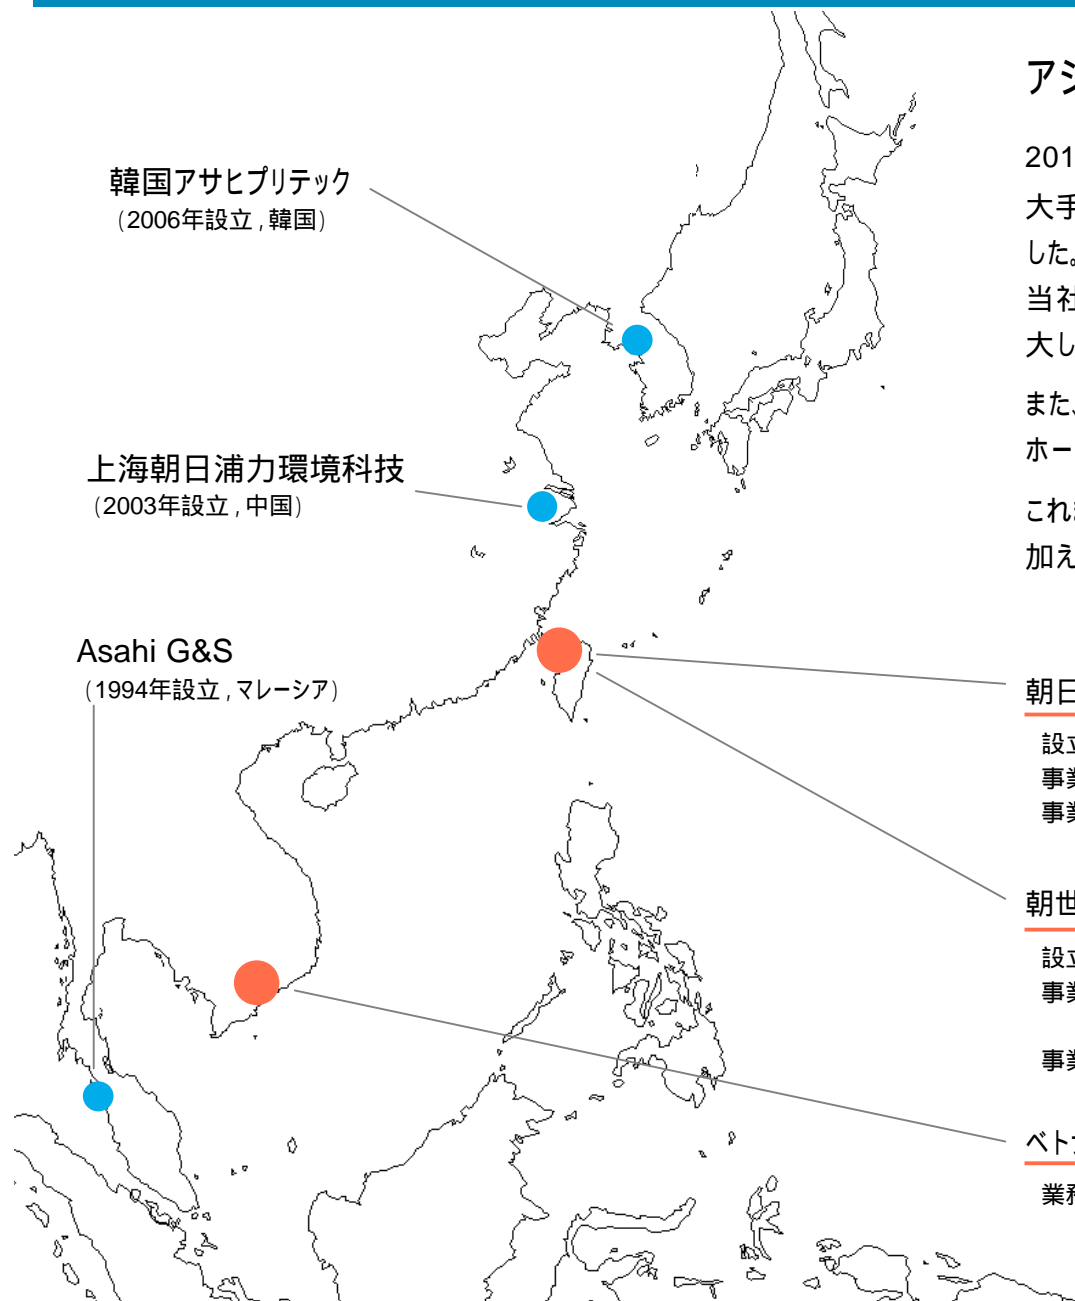 韓国アサヒプリテック
(2006年設立,韓国)
上海朝日浦力環境科技
(2003年設立,中国)
Asahi G&S
(1994年設立,マレーシア)
アジ
201
大手
した。
当社
大し
また、
ホー
これま
加え
朝日
設立
事業
事業
朝世
設立
事業
事業
ベトナ
業務